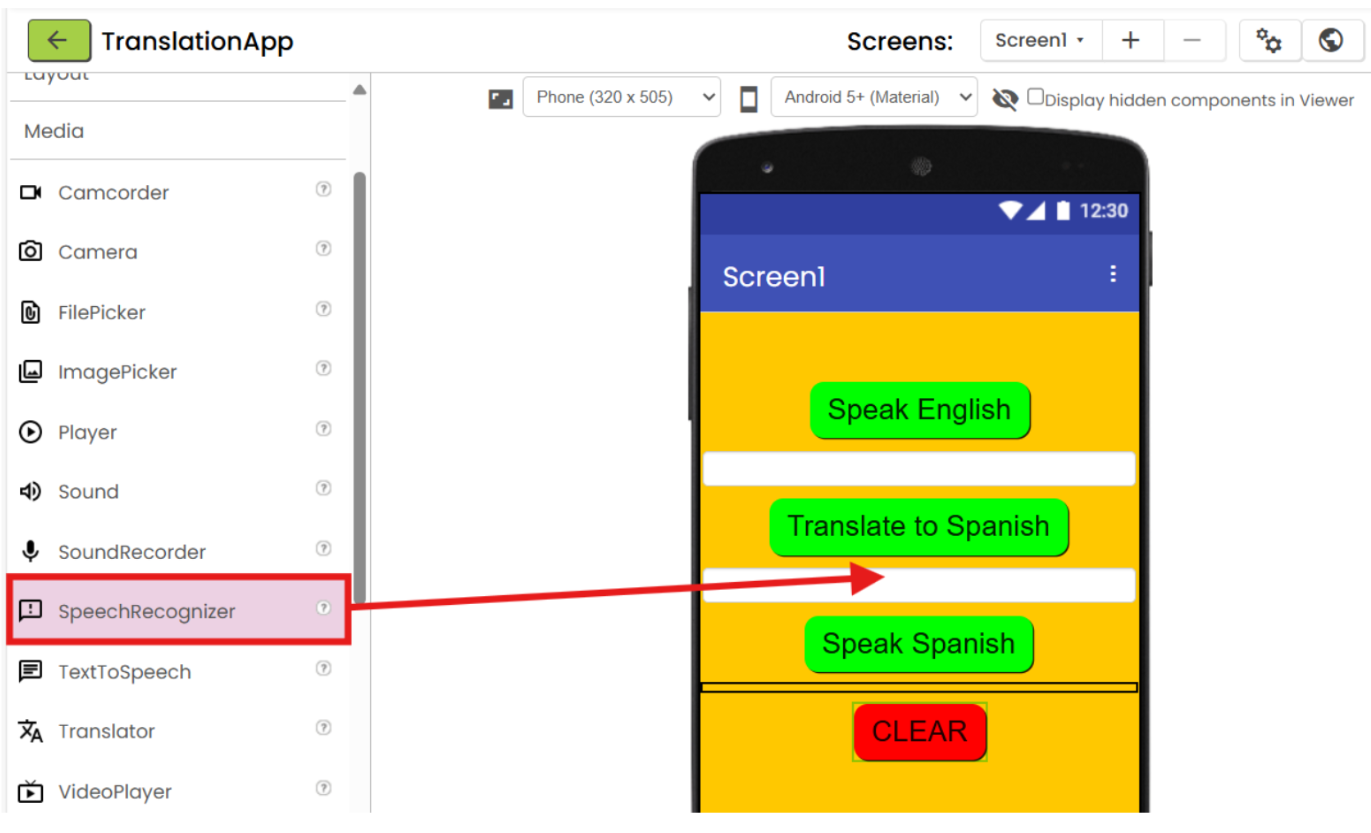 TranslationApp
Screens:
Screen1
Layout
Phone (320 x 505)
Android 5+ (Material)
Display hidden components in Viewer
Media
Camcorder
Camera
FilePicker
ImagePicker
Player
Sound
SoundRecorder
SpeechRecognizer
TextToSpeech
Translator
VideoPlayer
12:30
Screen1
Speak English
Translate to Spanish
Speak Spanish
CLEAR